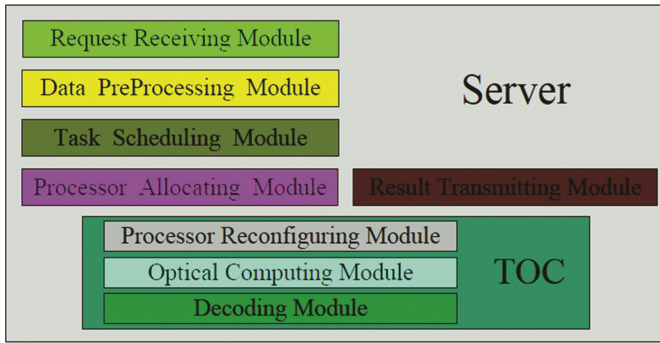 Request Receiving Module
Data PreProcessing Module
Server
Task Scheduling Module
Processor Allocating Module
Result Transmitting Module
Processor Reconfiguring Module
Optical Computing Module
TOC
Decoding Module